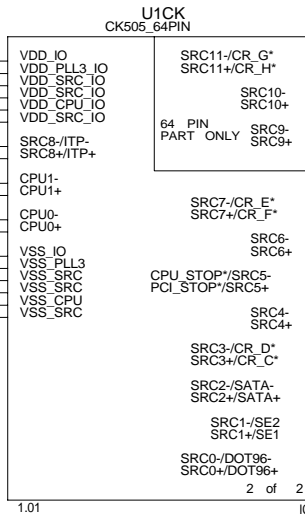 U1CK
CK505_64PIN
VDD_IO
VDD_PLL3_IO
VDD_SRC_IO
VDD_SRC_IO
VDD_CPU_IO
VDD_SRC_IO
SRC8-/ITP-
SRC8+/ITP+
CPU1-
CPU1+
CPU0-
CPU0+
VSS_IO
VSS_PLL3
VSS_SRC
VSS_SRC
VSS_CPU
VSS_SRC
SRC11-/CR_G*
SRC11+/CR_H*
SRC10-
SRC10+
64 PIN
PART ONLY
SRC9-
SRC9+
SRC7-/CR_E*
SRC7+/CR_F*
SRC6-
SRC6+
CPU_STOP*/SRC5-
PCI_STOP*/SRC5+
SRC4-
SRC4+
SRC3-/CR_D*
SRC3+/CR_C*
SRC2-/SATA-
SRC2+/SATA+
SRC1-/SE2
SRC1+/SE1
SRC0-/DOT96-
SRC0+/DOT96+
2 of 2
1.01